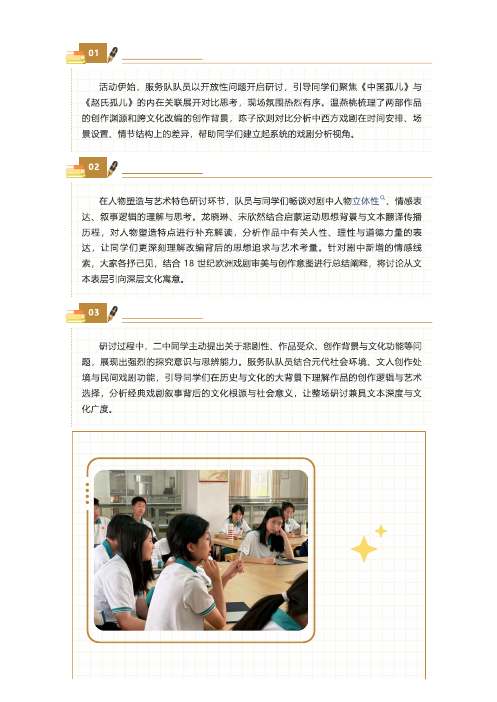 01
活动伊始，服务队队员以开放性问题开启研讨，引导同学们聚焦《中国孤儿》与
《赵氏孤儿》的内在关联展开对比思考，现场氛围热烈有序。温燕桃梳理了两部作品
的创作渊源和跨文化改编的创作背景，陈子欣则对比分析中西方戏剧在时间安排、场
景设置、情节结构上的差异，帮助同学们建立起系统的戏剧分析视角。
02
在人物塑造与艺术特色研讨环节，队员与同学们畅谈对剧中人物立体性、情感表
达、叙事逻辑的理解与思考。龙晓琳、宋欣然结合启蒙运动思想背景与文本翻译传播
历程，对人物塑造特点进行补充解读，分析作品中有关人性、理性与道德力量的表
达，让同学们更深刻理解改编背后的思想追求与艺术考量。针对剧中新增的情感线
索，大家各抒己见，结合 18 世纪欧洲戏剧审美与创作意图进行总结阐释，将讨论从文
本表层引向深层文化寓意。
03
研讨过程中，二中同学主动提出关于悲剧性、作品受众、创作背景与文化功能等问
题，展现出强烈的探究意识与思辨能力。服务队队员结合元代社会环境、文人创作处
境与民间戏剧功能，引导同学们在历史与文化的大背景下理解作品的创作逻辑与艺术
选择，分析经典戏剧叙事背后的文化根源与社会意义，让整场研讨兼具文本深度与文
化广度。